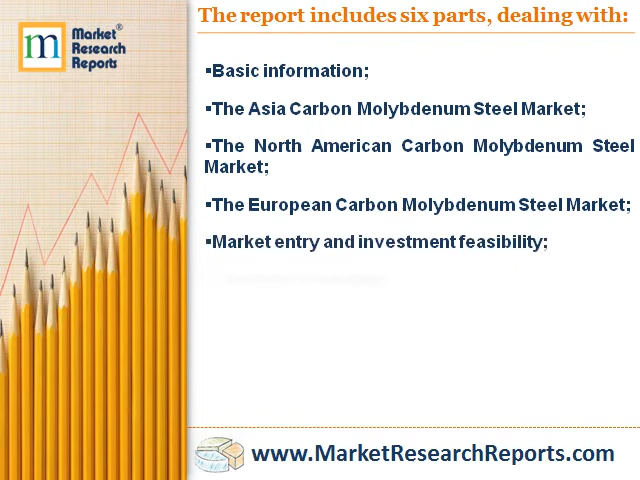 Market®
Research
Reports
m
The report includes six parts, dealing with:
▪Basic information;
▪The Asia Carbon Molybdenum Steel Market;
▪The North American Carbon Molybdenum Steel
Market;
▪The European Carbon Molybdenum Steel Market;
▪Market entry and investment feasibility;
www.MarketResearchReports.com